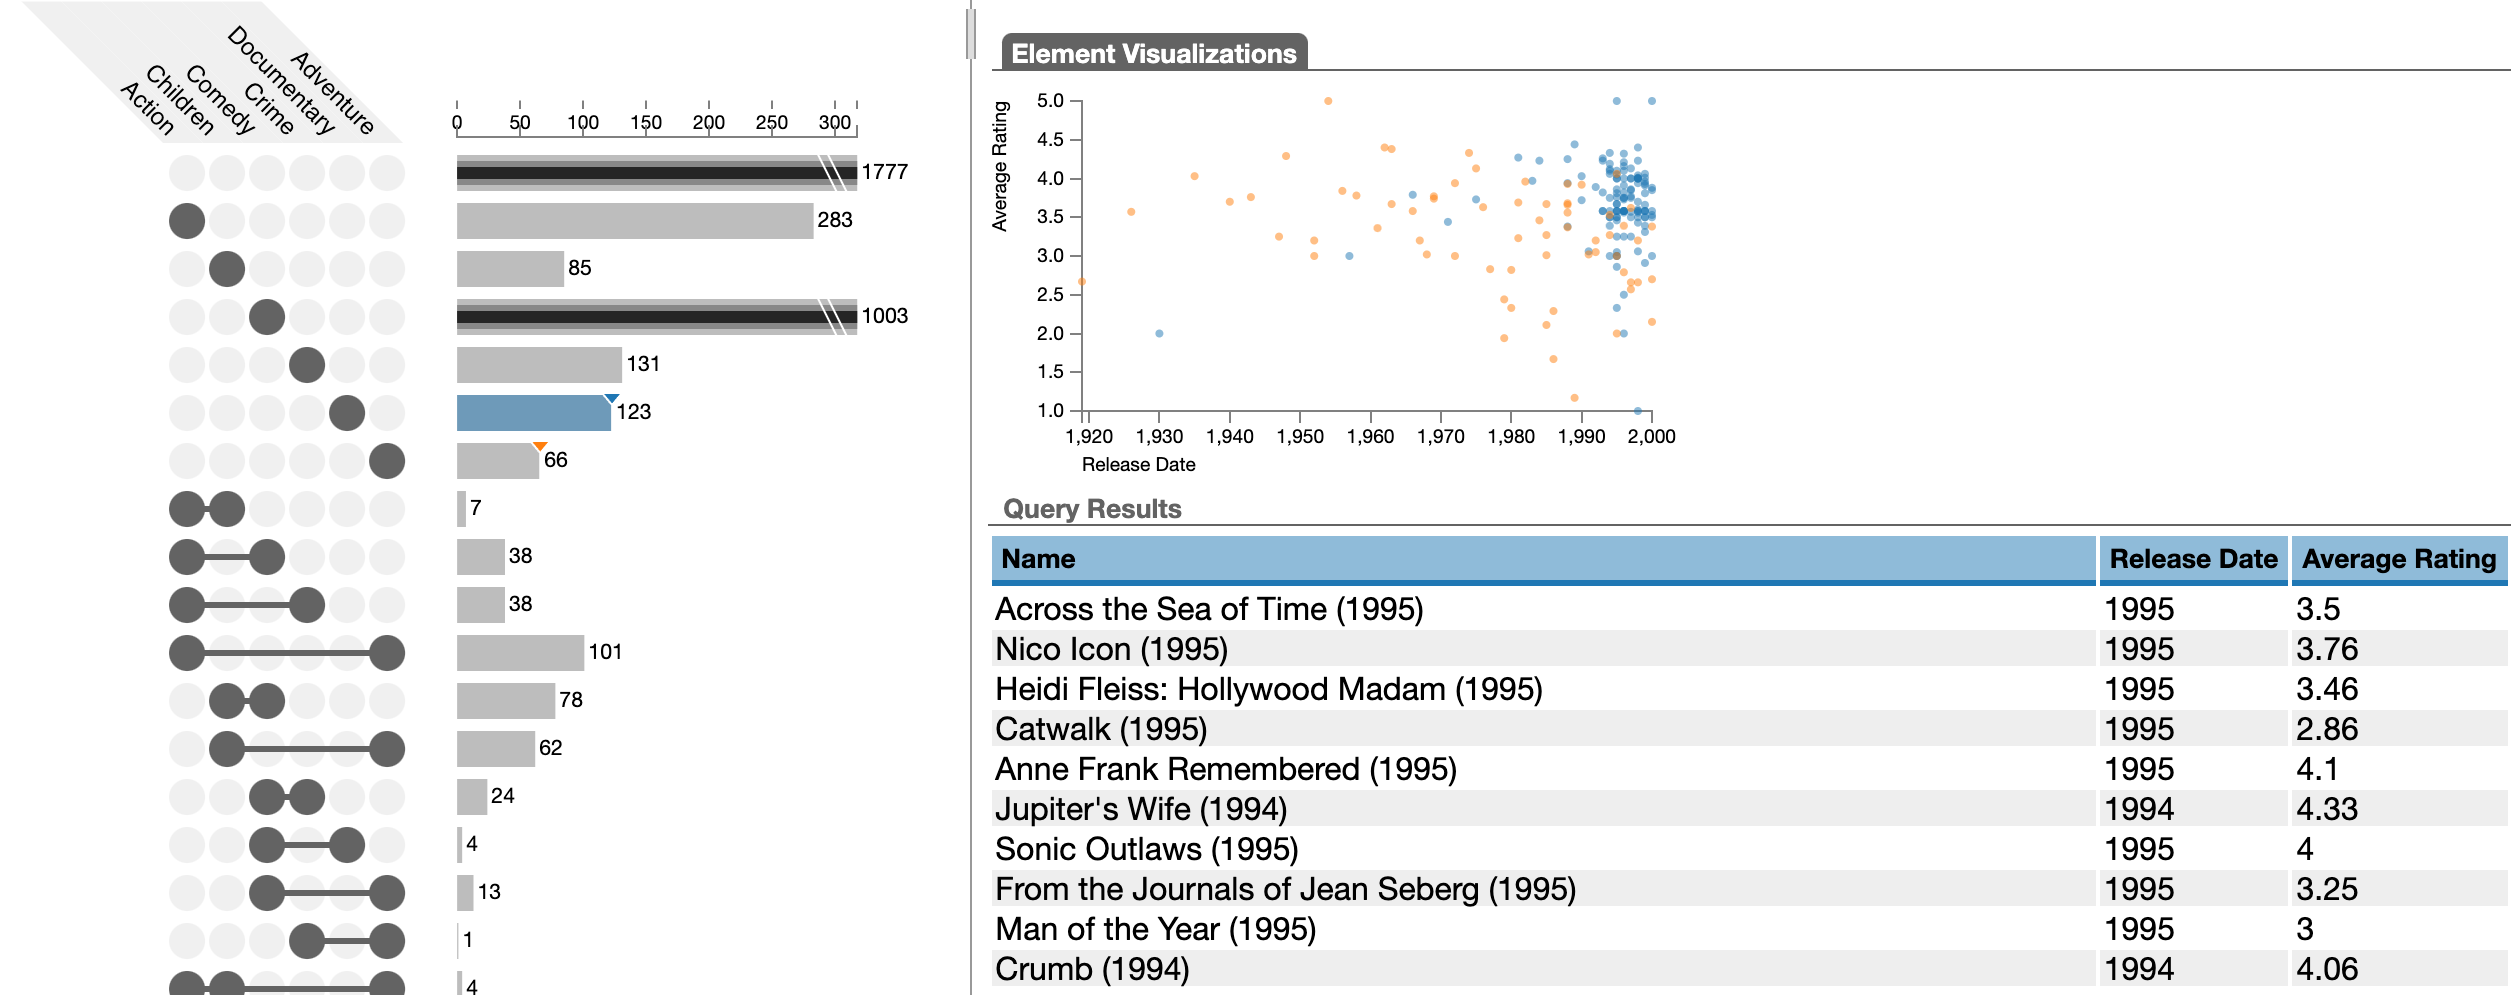 Action
Children
Comedy
Crime
Documentary
Adventure
0 50 100 150 200 250 300
1777
283
85
1003
131
123
66
7
38
38
101
78
62
24
4
13
1
4
Element Visualizations
Average Rating
5.0
4.5
4.0
3.5
3.0
2.5
2.0
1.5
1.0
1,920 1,930 1,940 1,950 1,960 1,970 1,980 1,990 2,000
Release Date
Query Results
Name Release Date Average Rating
Across the Sea of Time (1995) 1995 3.5
Nico Icon (1995) 1995 3.76
Heidi Fleiss: Hollywood Madam (1995) 1995 3.46
Catwalk (1995) 1995 2.86
Anne Frank Remembered (1995) 1995 4.1
Jupiter's Wife (1994) 1994 4.33
Sonic Outlaws (1995) 1995 4
From the Journals of Jean Seberg (1995) 1995 3.25
Man of the Year (1995) 1995 3
Crumb (1994) 1994 4.06